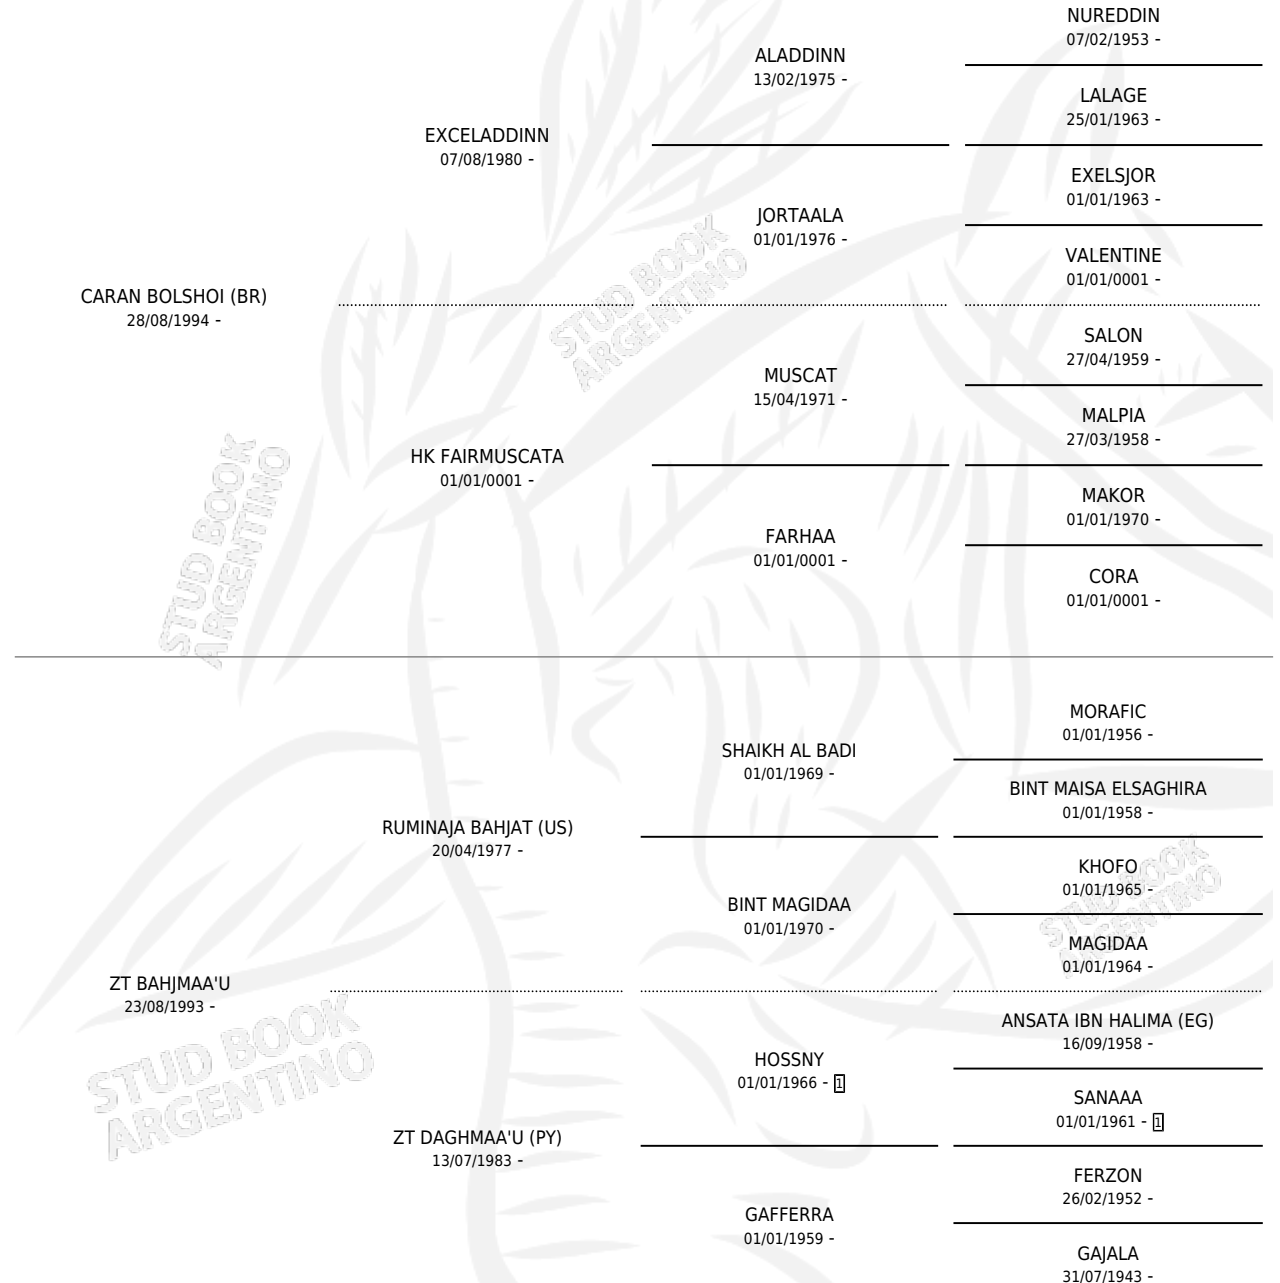 NUREDDIN
07/02/1953 -
ALADDINN
13/02/1975 -
LALAGE
25/01/1963 -
EXCELADDINN
07/08/1980 -
EXELSJOR
01/01/1963 -
JORTAALA
01/01/1976 -
VALENTINE
01/01/0001 -
CARAN BOLSHOI (BR)
28/08/1994 -
STUD BOOK
ARGENTINO
SALON
27/04/1959 -
MUSCAT
15/04/1971 -
MALPIA
27/03/1958 -
HK FAIRMUSCATA
01/01/0001 -
MAKOR
01/01/1970 -
FARHAA
01/01/0001 -
CORA
01/01/0001 -
STUD BOOK
ARGENTINO
MORAFIC
01/01/1956 -
SHAIKH AL BADI
01/01/1969 -
BINT MAISA ELSAGHIRA
01/01/1958 -
RUMINAJA BAHJAT (US)
20/04/1977 -
KHOFO
01/01/1965 -
BINT MAGIDAA
01/01/1970 -
STUD BOOK
ARGENTINO
MAGIDAA
01/01/1964 -
ZT BAHJMAA'U
23/08/1993 -
STUD BOOK
ARGENTINO
ANSATA IBN HALIMA (EG)
16/09/1958 -
HOSSNY
01/01/1966 - 1
SANAAA
01/01/1961 - 1
ZT DAGHMAA'U (PY)
13/07/1983 -
FERZON
26/02/1952 -
GAFFERRA
01/01/1959 -
GAJALA
31/07/1943 -